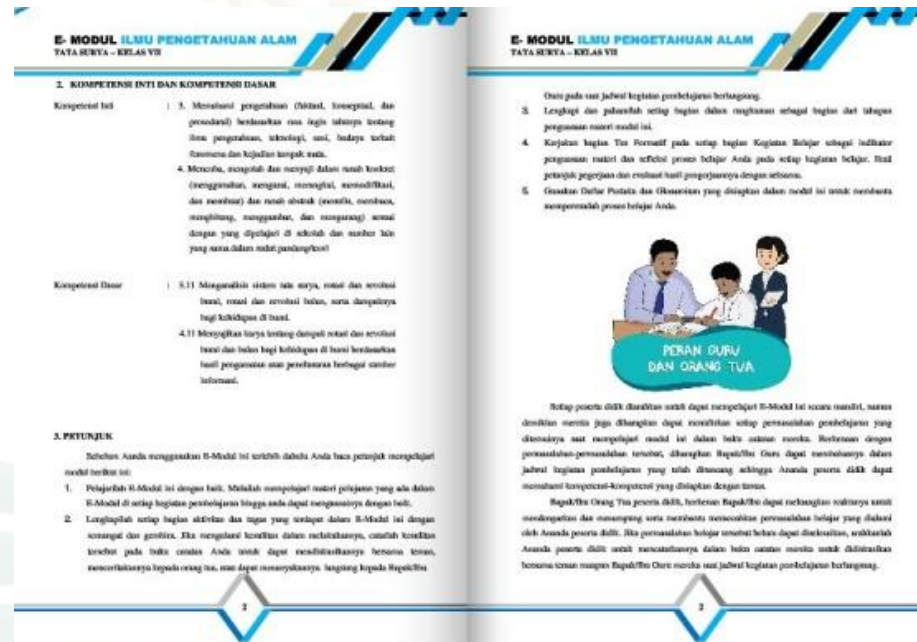 E- MODUL ILMU PENGETAHUAN ALAM
TATA SURYA – KELAS VII
2. KOMPETENSI INTI DAN KOMPETENSI DASAR
Kompetensi Inti : 3. Memahami pengetahuan (faktual, konseptual, dan
prosedural) berdasarkan rasa ingin tahunya tentang
ilmu pengetahuan, teknologi, seni, budaya terkait
fenomena dan kejadian tampak mata.
4. Mencoba, mengolah dan menyaji dalam ranah konkret
(menggunakan, mengurai, merangkai, memodifikasi,
dan membuat) dan ranah abstrak (menulis, membaca,
menghitung, menggambar, dan mengarang) sesuai
dengan yang dipelajari di sekolah dan sumber lain
yang sama dalam sudut pandang/teori
Kompetensi Dasar : 3.11 Menganalisis sistem tata surya, rotasi dan revolusi
bumi, rotasi dan revolusi bulan, serta dampaknya
bagi kehidupan di bumi.
4.11 Menyajikan karya tentang dampak rotasi dan revolusi
bumi dan bulan bagi kehidupan di bumi berdasarkan
hasil pengamatan atau penelusuran berbagai sumber
informasi.
3. PETUNJUK
Sebelum Ananda menggunakan E-Modul ini terlebih dahulu Anda baca petunjuk mempelajari
modul berikut ini:
1. Pelajarilah E-Modul ini dengan baik. Mulailah mempelajari materi pelajaran yang ada dalam
E-Modul di setiap kegiatan pembelajaran hingga anda dapat menguasainya dengan baik.
2. Lengkapilah setiap bagian aktivitas dan tugas yang terdapat dalam E-Modul ini dengan
semangat dan gembira. Jika mengalami kesulitan dalam melakukannya, catatlah kesulitan
tersebut pada buku catatan Anda untuk dapat mendiskusikannya bersama teman,
menceritakannya kepada orang tua, atau dapat menanyakannya langsung kepada Bapak/Ibu
2
E- MODUL ILMU PENGETAHUAN ALAM
TATA SURYA – KELAS VII
Guru pada saat jadwal kegiatan pembelajaran berlangsung.
3. Lengkapi dan pahamilah setiap bagian dalam rangkuman sebagai bagian dari tahapan
penguasaan materi modul ini.
4. Kerjakan bagian Tes Formatif pada setiap bagian Kegiatan Belajar sebagai indikator
penguasaan materi dan refleksi proses belajar Anda pada setiap kegiatan belajar. Ikuti
petunjuk pengerjaan dan evaluasi hasil pengerjaannya dengan seksama.
5. Gunakan Daftar Pustaka dan Glosarium yang disiapkan dalam modul ini untuk membantu
mempermudah proses belajar Anda.
PERAN GURU
DAN ORANG TUA
Setiap peserta didik diarahkan untuk dapat mempelajari E-Modul ini secara mandiri, namun
demikian mereka juga diharapkan dapat menuliskan setiap permasalahan pembelajaran yang
ditemuinya saat mempelajari modul ini dalam buku catatan mereka. Berkenaan dengan
permasalahan-permasalahan tersebut, diharapkan Bapak/Ibu Guru dapat membahasnya dalam
jadwal kegiatan pembelajaran yang telah dirancang sehingga Ananda peserta didik dapat
memahami kompetensi-kompetensi yang disiapkan dengan tuntas.
Bapak/Ibu Orang Tua peserta didik, berkenan Bapak/Ibu dapat meluangkan waktunya untuk
mendengarkan dan menampung serta membantu memecahkan permasalahan belajar yang dialami
oleh Ananda peserta didik. Jika permasalahan belajar tersebut belum dapat diselesaikan,
Ananda peserta didik untuk mencatatkannya dalam buku catatan mereka untuk didiskusikan
bersama teman maupun Bapak/Ibu Guru mereka saat jadwal kegiatan pembelajaran berlangsung.
2